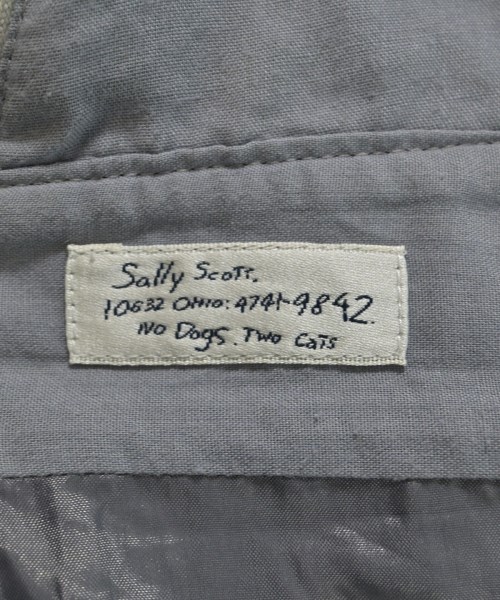 Sally Scott.
10632 Ohio: 4741-9842.
No Dogs. Two Cats